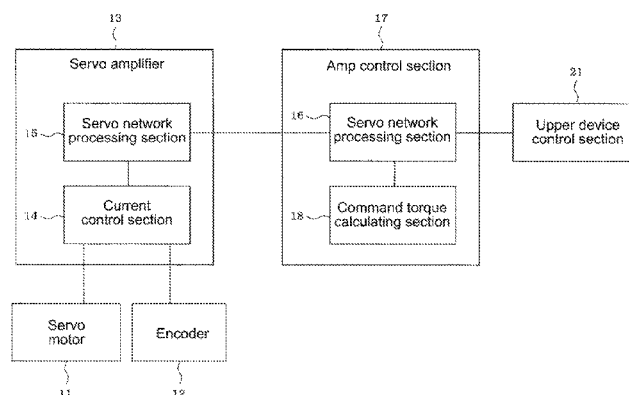 13
17
21
Servo amplifier
Amp control section
15
Servo network
processing section
16
Servo network
processing section
Upper device
control section
14
Current
control section
18
Command torque
calculating section
Servo
motor
Encoder
11
12